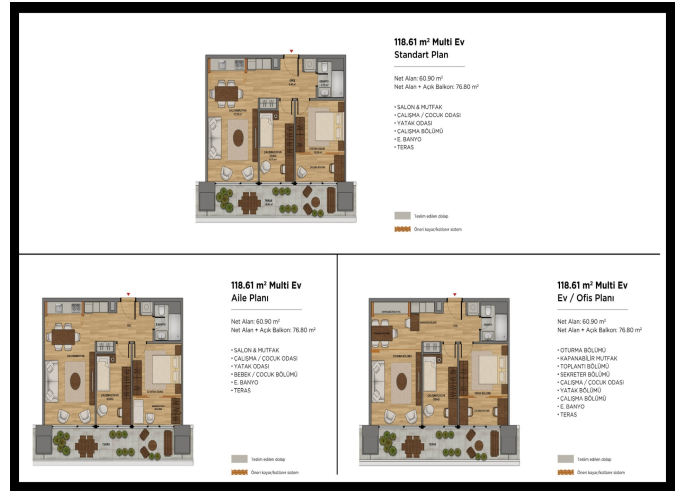 118.61 m² Multi Ev
Standart Plan
Net Alan: 60.90 m²
Net Alan + Açık Balkon: 76.80 m²
• SALON & MUTFAK
• ÇALIŞMA / ÇOCUK ODASI
• YATAK ODASI
• ÇALIŞMA BÖLÜMÜ
• E. BANYO
• TERAS
Teslim edilen dolap
Öneri kayar/katlanır sistem
118.61 m² Multi Ev
Aile Planı
Net Alan: 60.90 m²
Net Alan + Açık Balkon: 76.80 m²
• SALON & MUTFAK
• ÇALIŞMA / ÇOCUK ODASI
• YATAK ODASI
• BEBEK / ÇOCUK BÖLÜMÜ
• E. BANYO
• TERAS
Teslim edilen dolap
Öneri kayar/katlanır sistem
118.61 m² Multi Ev
Ev / Ofis Planı
Net Alan: 60.90 m²
Net Alan + Açık Balkon: 76.80 m²
• OTURMA BÖLÜMÜ
• KAPANABİLİR MUTFAK
• TOPLANTI BÖLÜMÜ
• SEKRETER BÖLÜMÜ
• ÇALIŞMA / ÇOCUK ODASI
• YATAK BÖLÜMÜ
• ÇALIŞMA BÖLÜMÜ
• E. BANYO
• TERAS
Teslim edilen dolap
Öneri kayar/katlanır sistem